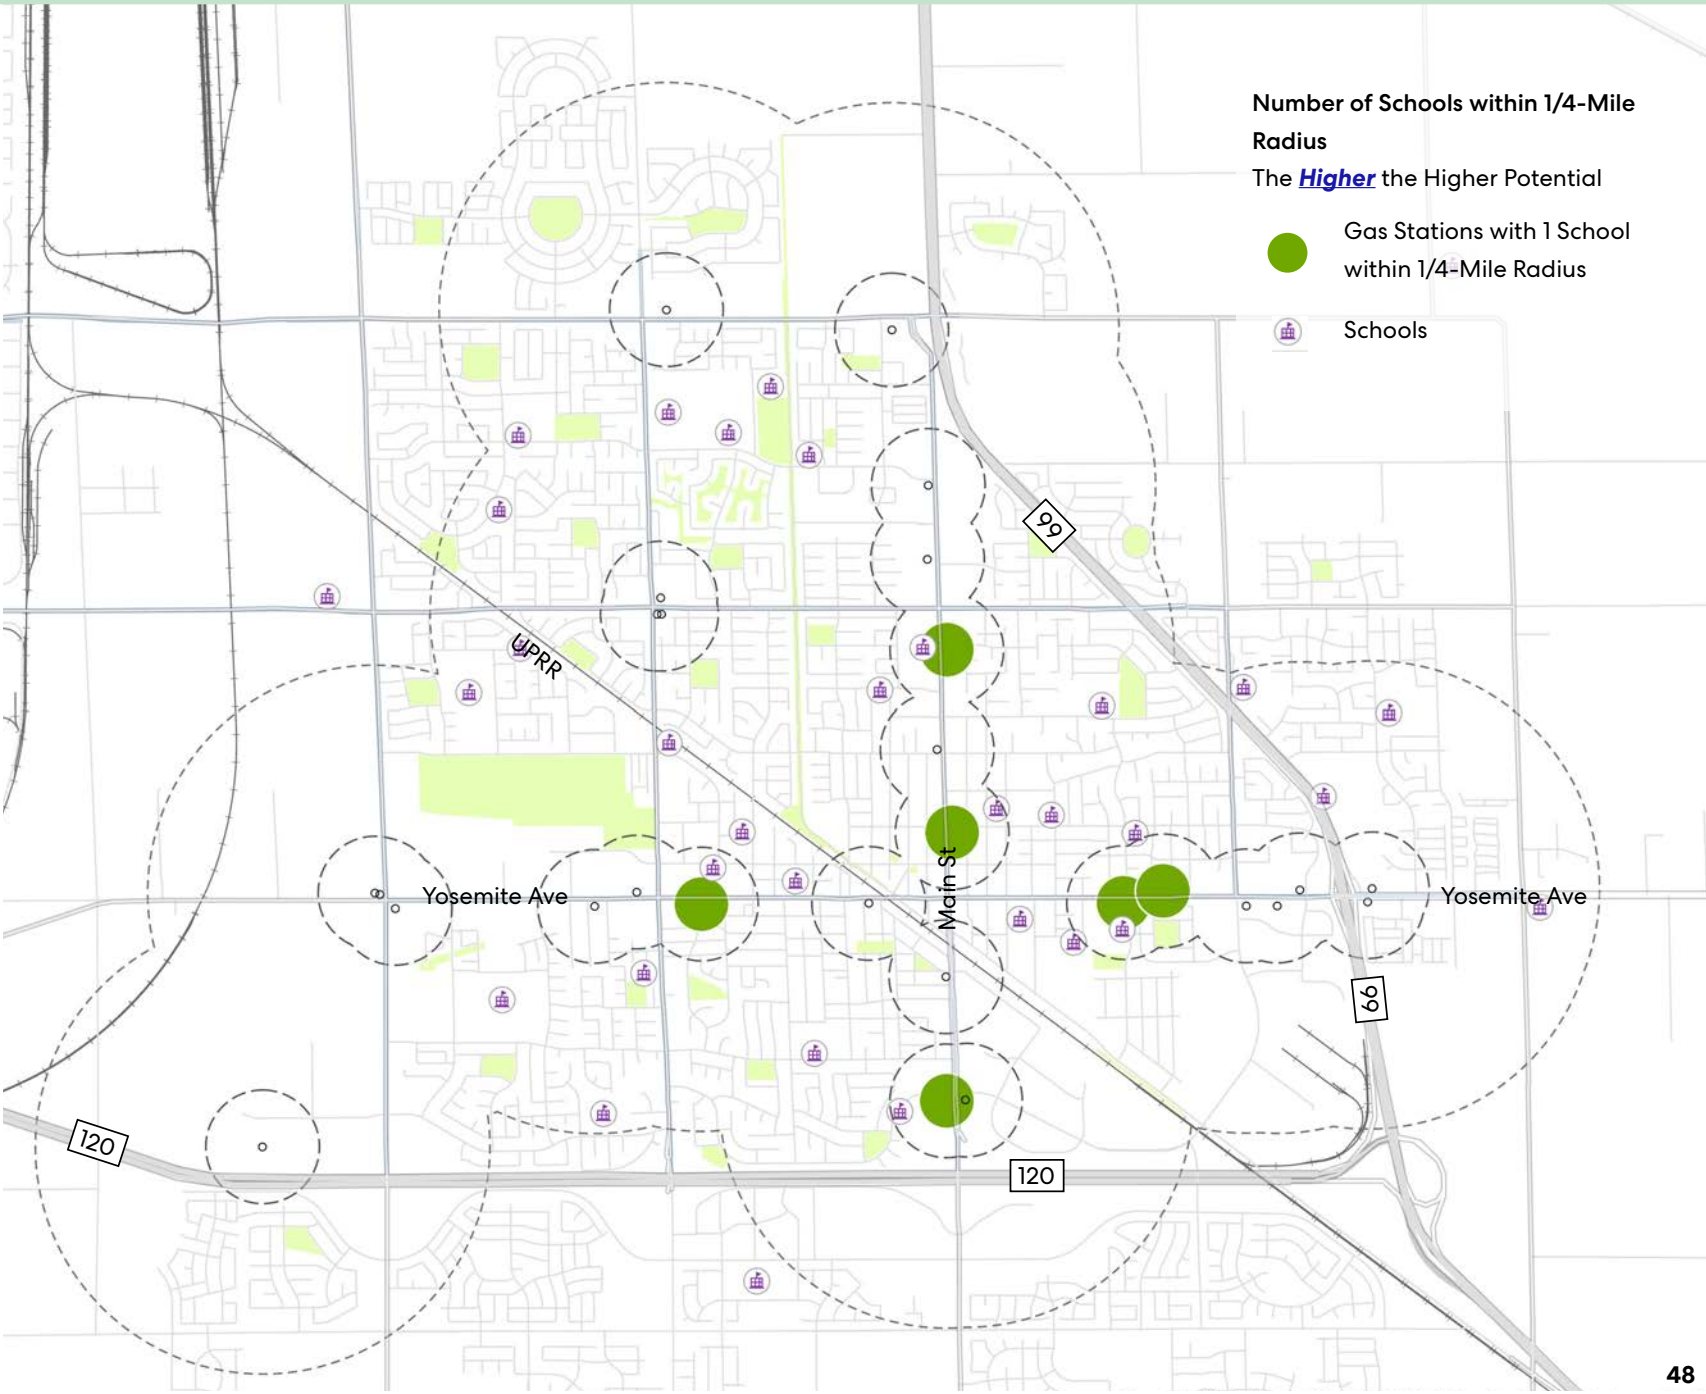 Number of Schools within 1/4-Mile
Radius
The Higher the Higher Potential
Gas Stations with 1 School
within 1/4-Mile Radius
Schools
99
UPRR
Main St
Yosemite Ave
Yosemite Ave
99
120
120
48